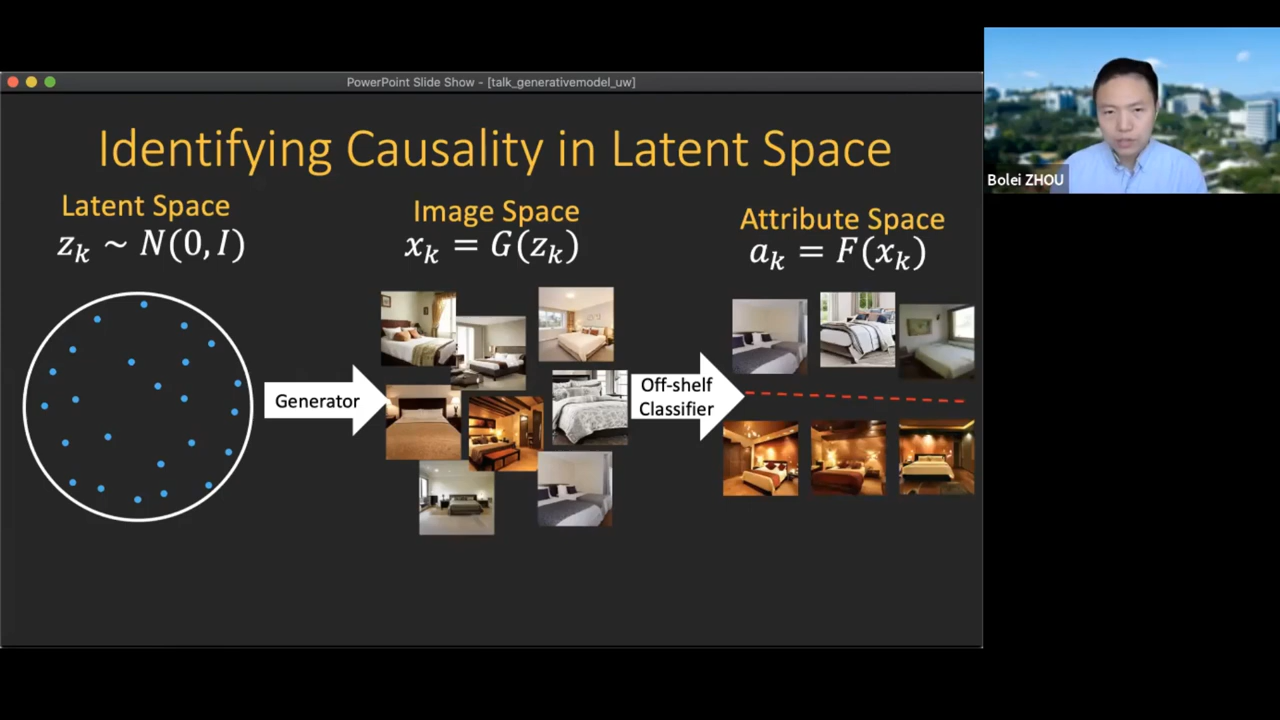 PowerPoint Slide Show - [talk_generativemodel_uw]
Identifying Causality in Latent Space
Latent Space
z_k ~ N(0, I)
Image Space
x_k = G(z_k)
Attribute Space
a_k = F(x_k)
Generator
Off-shelf
Classifier
Bolei ZHOU